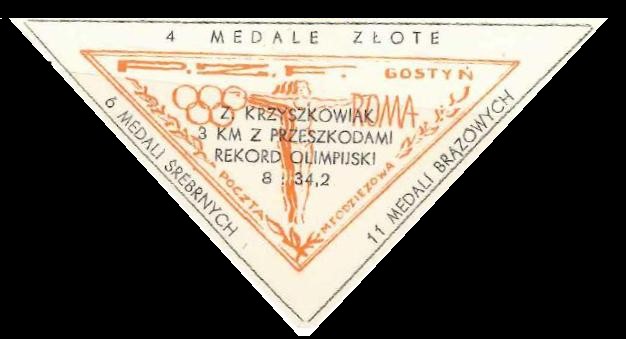 4 MEDALE ZŁOTE
P.Z.F. GOSTYŃ
ROMA
Z. KRZYSZKOWIAK
3 KM Z PRZESZKODAMI
REKORD OLIMPIJSKI
8 : 34,2
POCZTA MŁODZIEŻOWA
6 MEDALI SREBRNYCH
11 MEDALI BRĄZOWYCH